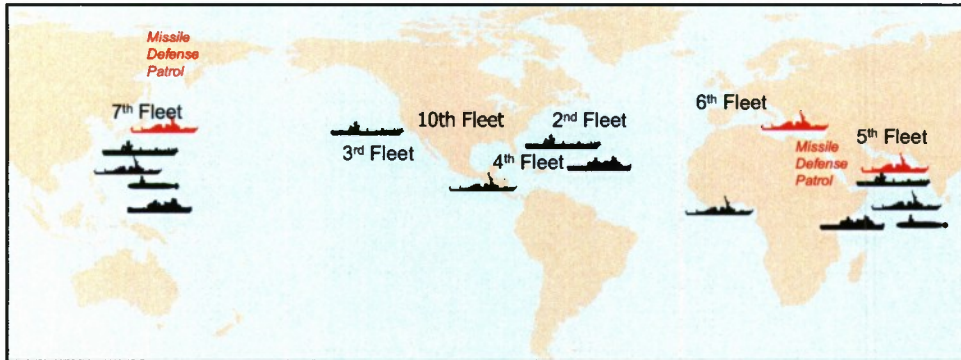 Missile
Defense
Patrol
7th Fleet
3rd Fleet
10th Fleet
2nd Fleet
4th Fleet
6th Fleet
Missile
Defense
Patrol
5th Fleet